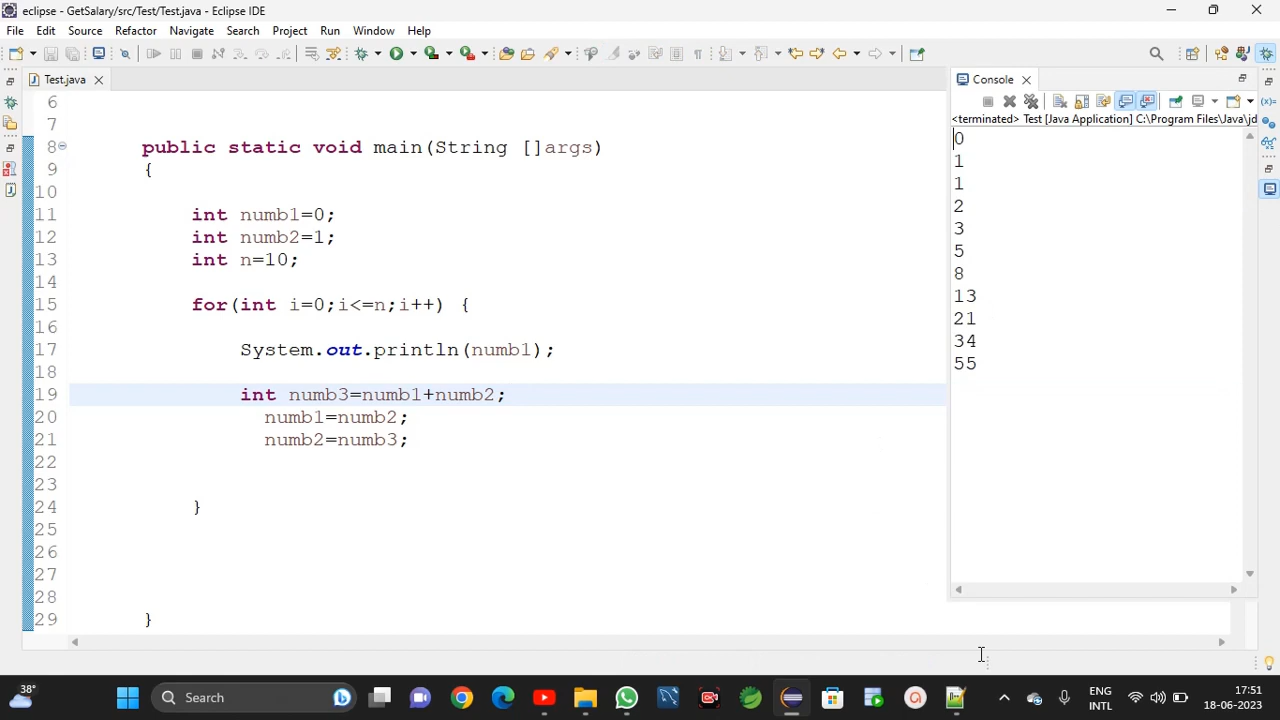 eclipse - GetSalary/src/Test/Test.java - Eclipse IDE
File Edit Source Refactor Navigate Search Project Run Window Help
Test.java
6
7
8 public static void main(String []args)
9 {
10
11 int numb1=0;
12 int numb2=1;
13 int n=10;
14
15 for(int i=0;i<=n;i++) {
16
17 System.out.println(numb1);
18
19 int numb3=numb1+numb2;
20 numb1=numb2;
21 numb2=numb3;
22
23
24 }
25
26
27
28
29 }
Console
<terminated> Test [Java Application] C:\Program Files\Java\jd
0
1
1
2
3
5
8
13
21
34
55
38°
Search
ENG
INTL
17:51
18-06-2023